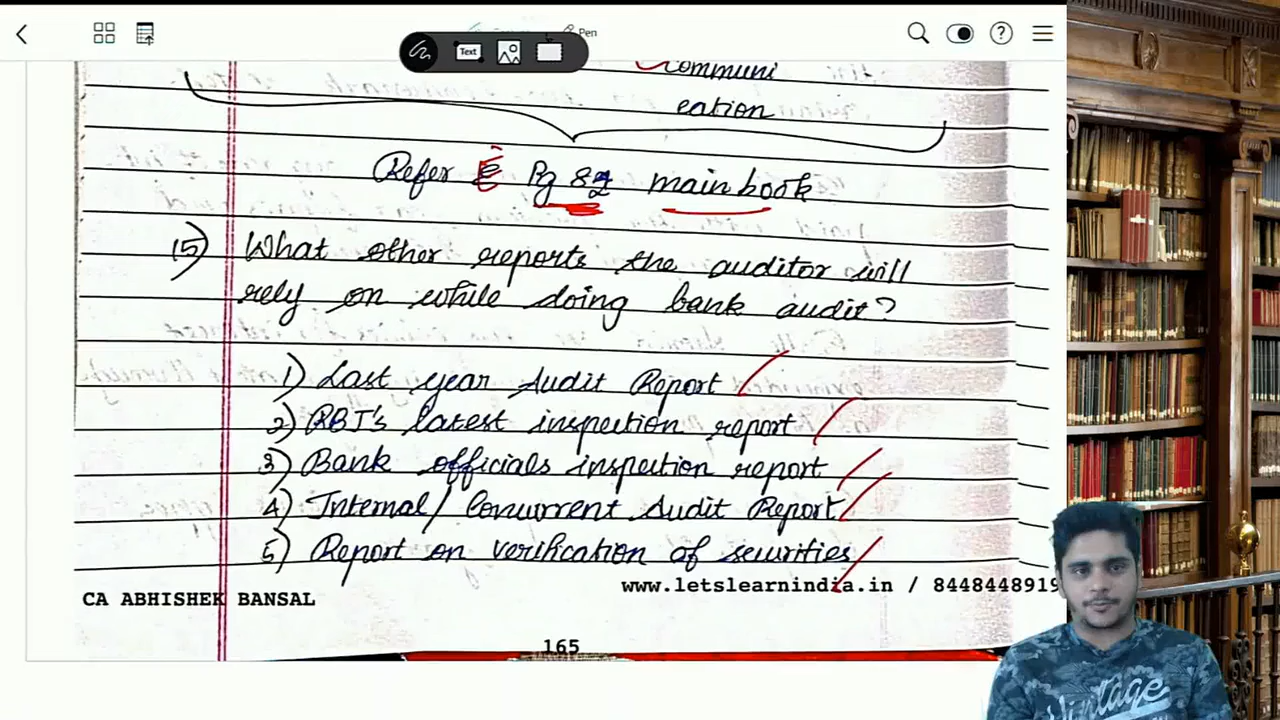 Pen
Text
communi
cation
Refer Pg 82 main book
15) What other reports the auditor will
rely on while doing bank audit?
1) Last year Audit Report
2) RBI's latest inspection report
3) Bank officials inspection report
4) Internal/ Concurrent Audit Report
5) Report on verification of securities
www.letslearnindia.in / 8448448919
CA ABHISHEK BANSAL
165
Vintage